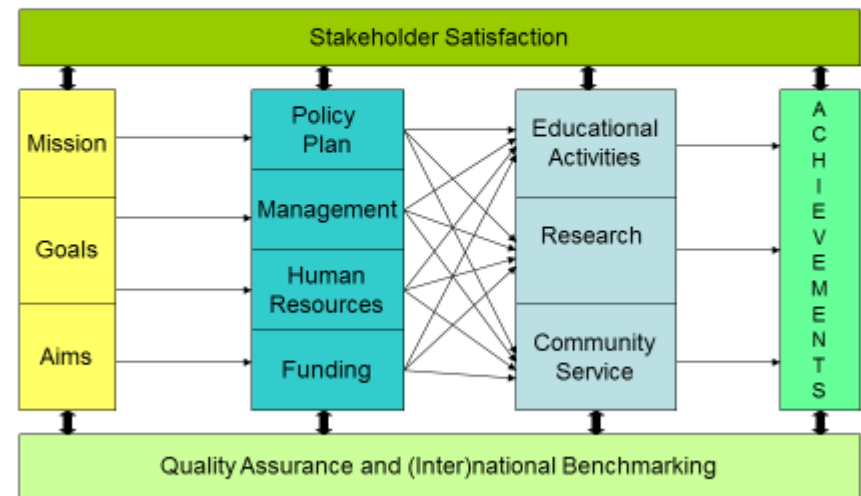 Stakeholder Satisfaction
Mission
Goals
Aims
Policy
Plan
Management
Human
Resources
Funding
Educational
Activities
Research
Community
Service
A
C
H
I
E
V
E
M
E
N
T
S
Quality Assurance and (Inter)national Benchmarking